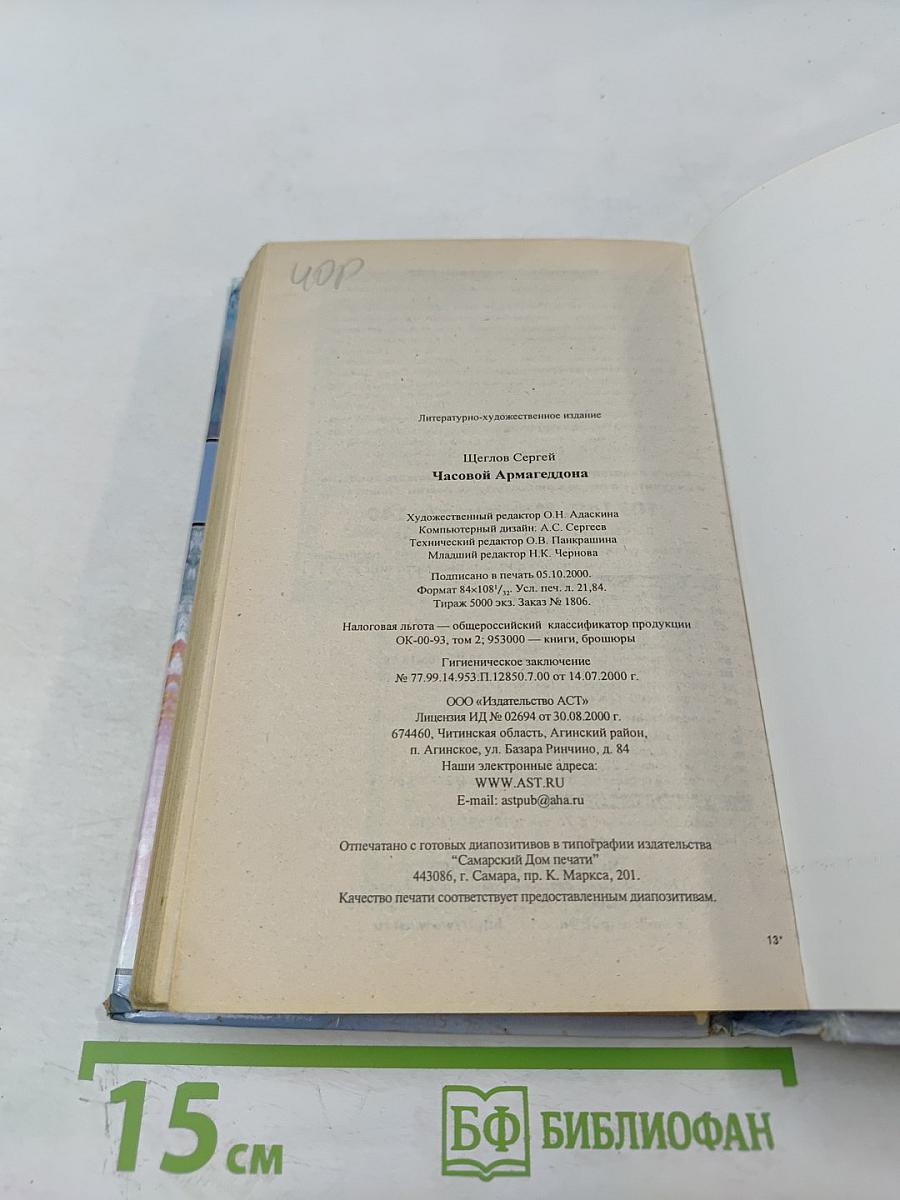 40р
Литературно-художественное издание
Щеглов Сергей
Часовой Армагеддона
Художественный редактор О.Н. Адаскина
Компьютерный дизайн: А.С. Сергеев
Технический редактор О.В. Панкрашина
Младший редактор Н.К. Чернова
Подписано в печать 05.10.2000.
Формат 84×108¹/₃₂. Усл. печ. л. 21,84.
Тираж 5000 экз. Заказ № 1806.
Налоговая льгота — общероссийский классификатор продукции
ОК-00-93, том 2; 953000 — книги, брошюры
Гигиеническое заключение
№ 77.99.14.953.П.12850.7.00 от 14.07.2000 г.
ООО «Издательство АСТ»
Лицензия ИД № 02694 от 30.08.2000 г.
674460, Читинская область, Агинский район,
п. Агинское, ул. Базара Ринчино, д. 84
Наши электронные адреса:
WWW.AST.RU
E-mail: astpub@aha.ru
Отпечатано с готовых диапозитивов в типографии издательства
“Самарский Дом печати”
443086, г. Самара, пр. К. Маркса, 201.
Качество печати соответствует предоставленным диапозитивам.
13*
15 см
БФ БИБЛИОФАН